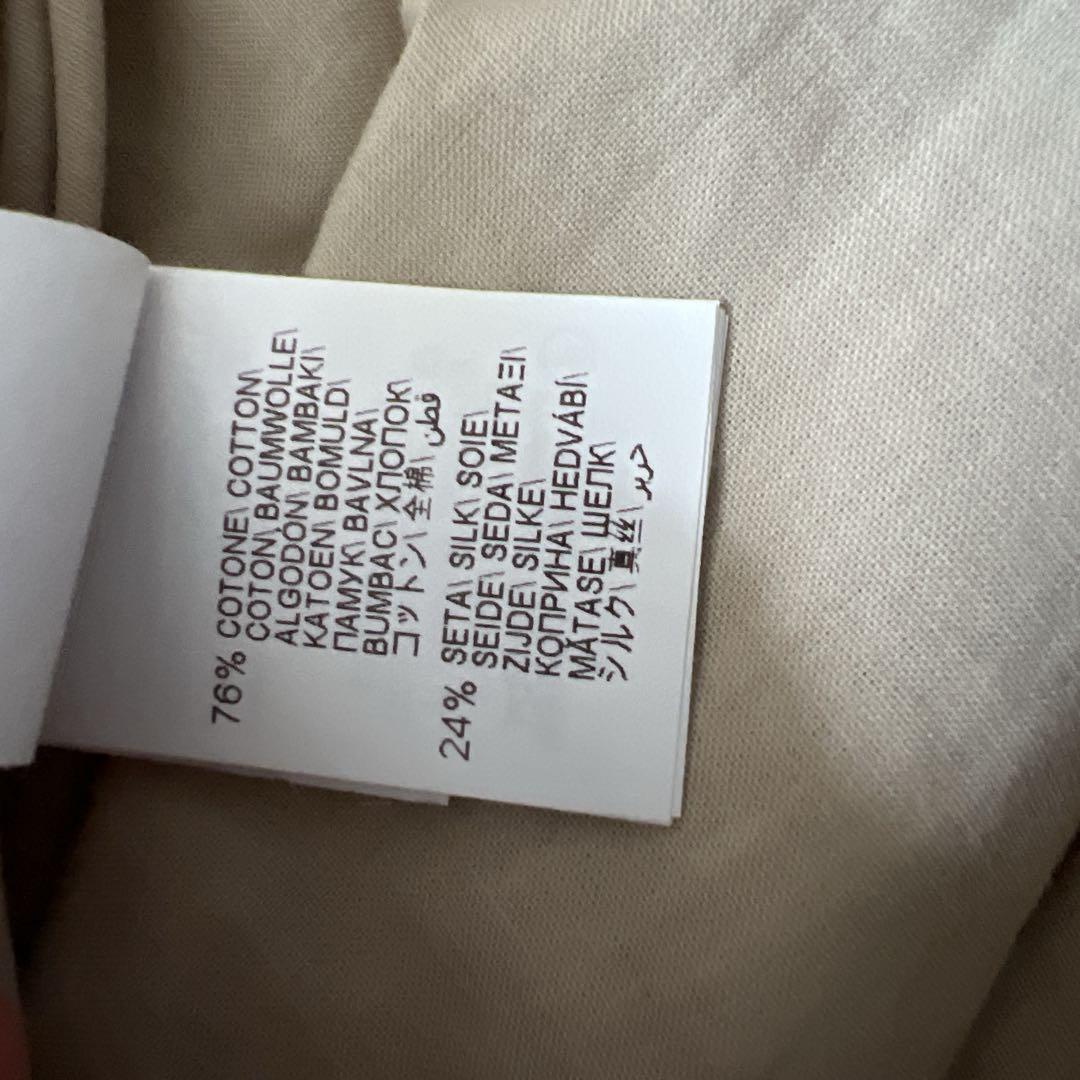 76% COTONE\ COTTON\
COTON\ BAUMWOLLE\
ALGODÓN\ BAMBAKI\
KATOEN\ BOMULD\
ПАМУК\ BAVLNA\
BUMBAC\ ХЛОПОК\
コットン\ 全棉\ قطن
24% SETA\ SILK\ SOIE\
SEIDE\ SEDA\ ΜΕΤΑΞΙ\
ZIJDE\ SILKE\
КОПРИНА\ HEDVÁBÍ\
MĂTASE\ ШЕЛК\
シルク\ 真丝\ حرير